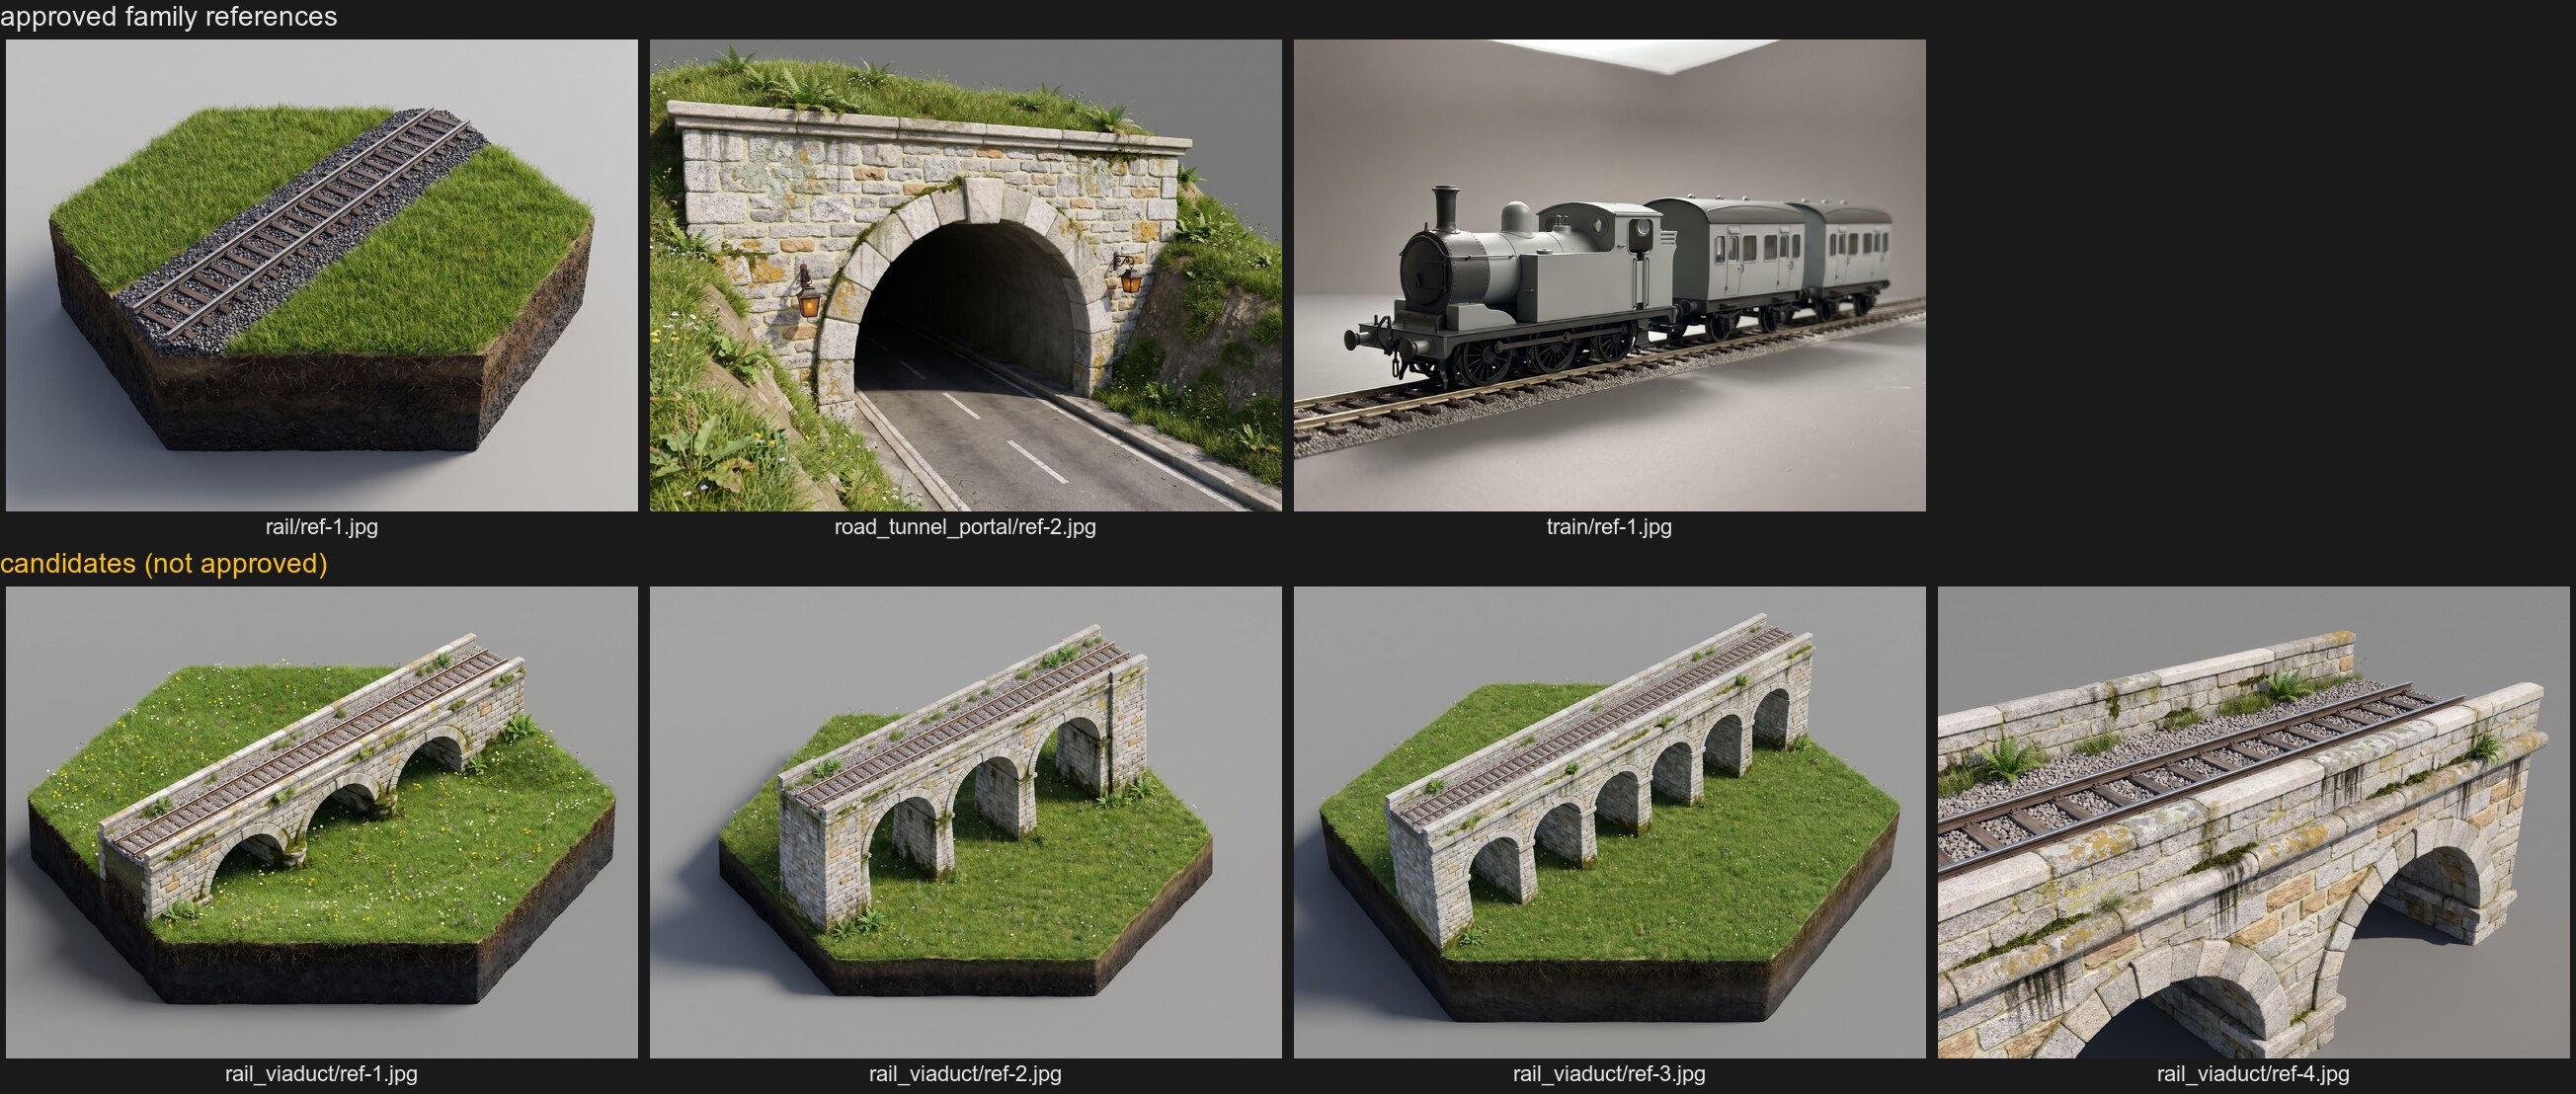 approved family references
rail/ref-1.jpg
road_tunnel_portal/ref-2.jpg
train/ref-1.jpg
candidates (not approved)
rail_viaduct/ref-1.jpg
rail_viaduct/ref-2.jpg
rail_viaduct/ref-3.jpg
rail_viaduct/ref-4.jpg